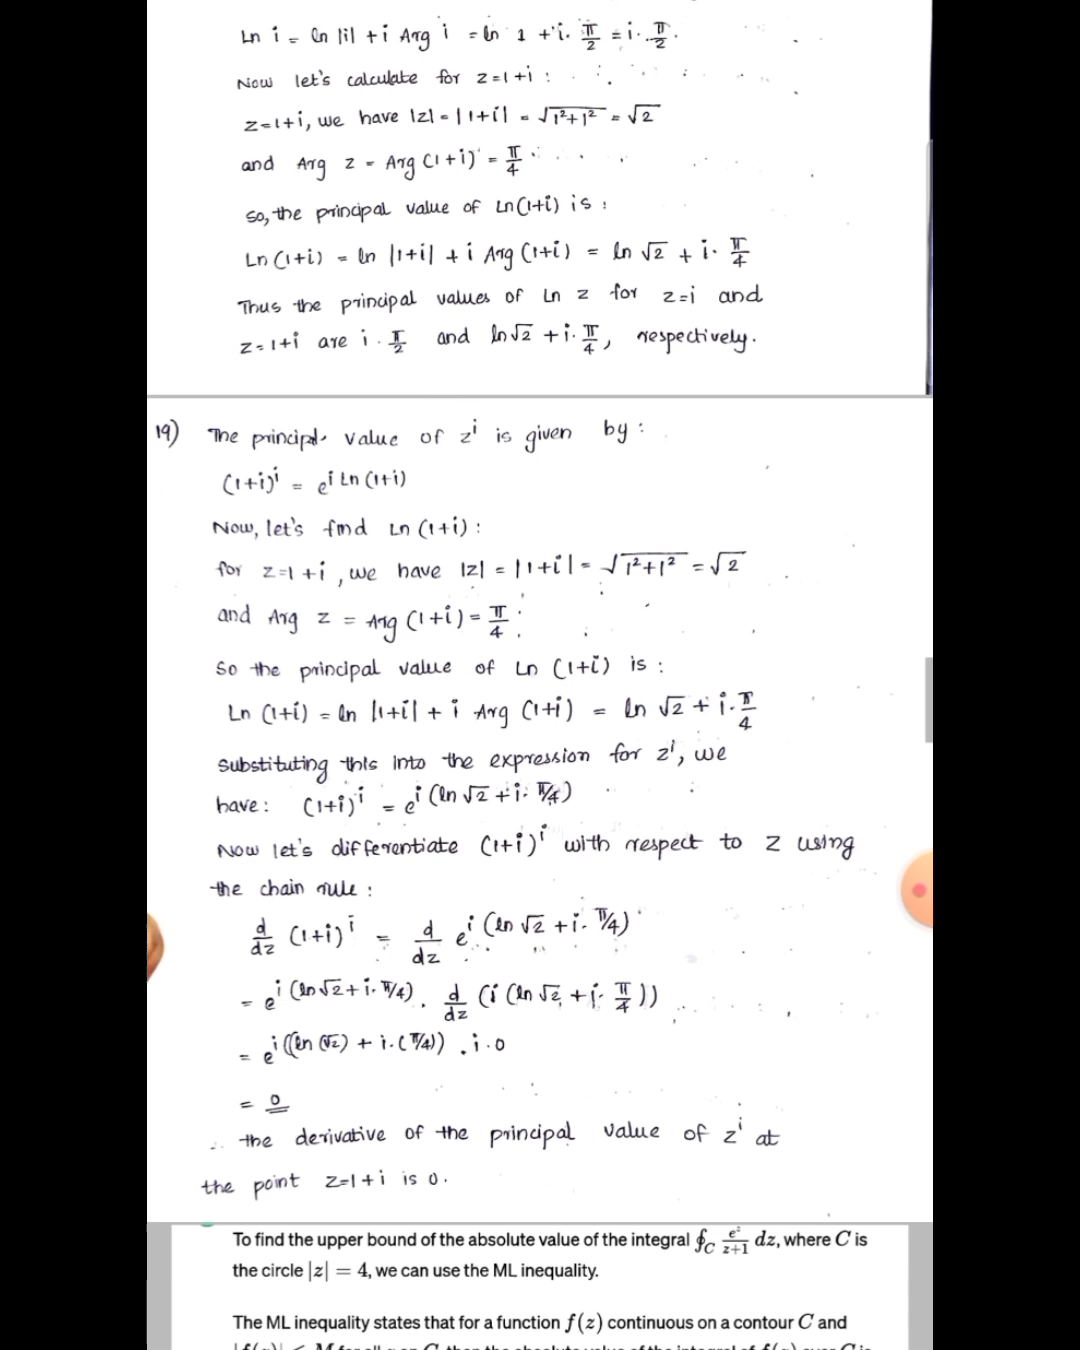 Ln i = ln |i| + i Arg i = ln 1 + i. π/2 = i. π/2.
Now let's calculate for z=1+i :
z=1+i, we have |z| = |1+i| = √1²+1² = √2
and Arg z = Arg (1+i) = π/4
So, the principal value of Ln(1+i) is :
Ln (1+i) = ln |1+i| + i Arg (1+i) = ln √2 + i. π/4
Thus the principal values of Ln z for z=i and
z=1+i are i. π/2 and ln√2 + i. π/4, respectively.
19) The principal value of zⁱ is given by :
(1+i)ⁱ = eⁱ Ln (1+i)
Now, let's find Ln (1+i) :
for z=1+i, we have |z| = |1+i| = √1²+1² = √2
and Arg z = Arg (1+i) = π/4
So the principal value of Ln (1+i) is :
Ln (1+i) = ln |1+i| + i Arg (1+i) = ln √2 + i. π/4
Substituting this into the expression for zⁱ, we
have : (1+i)ⁱ = eⁱ (ln √2 + i. π/4)
Now let's differentiate (1+i)ⁱ with respect to z using
the chain rule :
d/dz (1+i)ⁱ = d/dz eⁱ (ln √2 + i. π/4)
= eⁱ (ln √2 + i. π/4) . d/dz (i (ln √2 + i. π/4))
= eⁱ ((ln (√2) + i. (π/4)) . i . 0
= 0
∴ the derivative of the principal value of zⁱ at
the point z=1+i is 0.
To find the upper bound of the absolute value of the integral ∮C e^z/z+1 dz, where C is
the circle |z| = 4, we can use the ML inequality.
The ML inequality states that for a function f(z) continuous on a contour C and